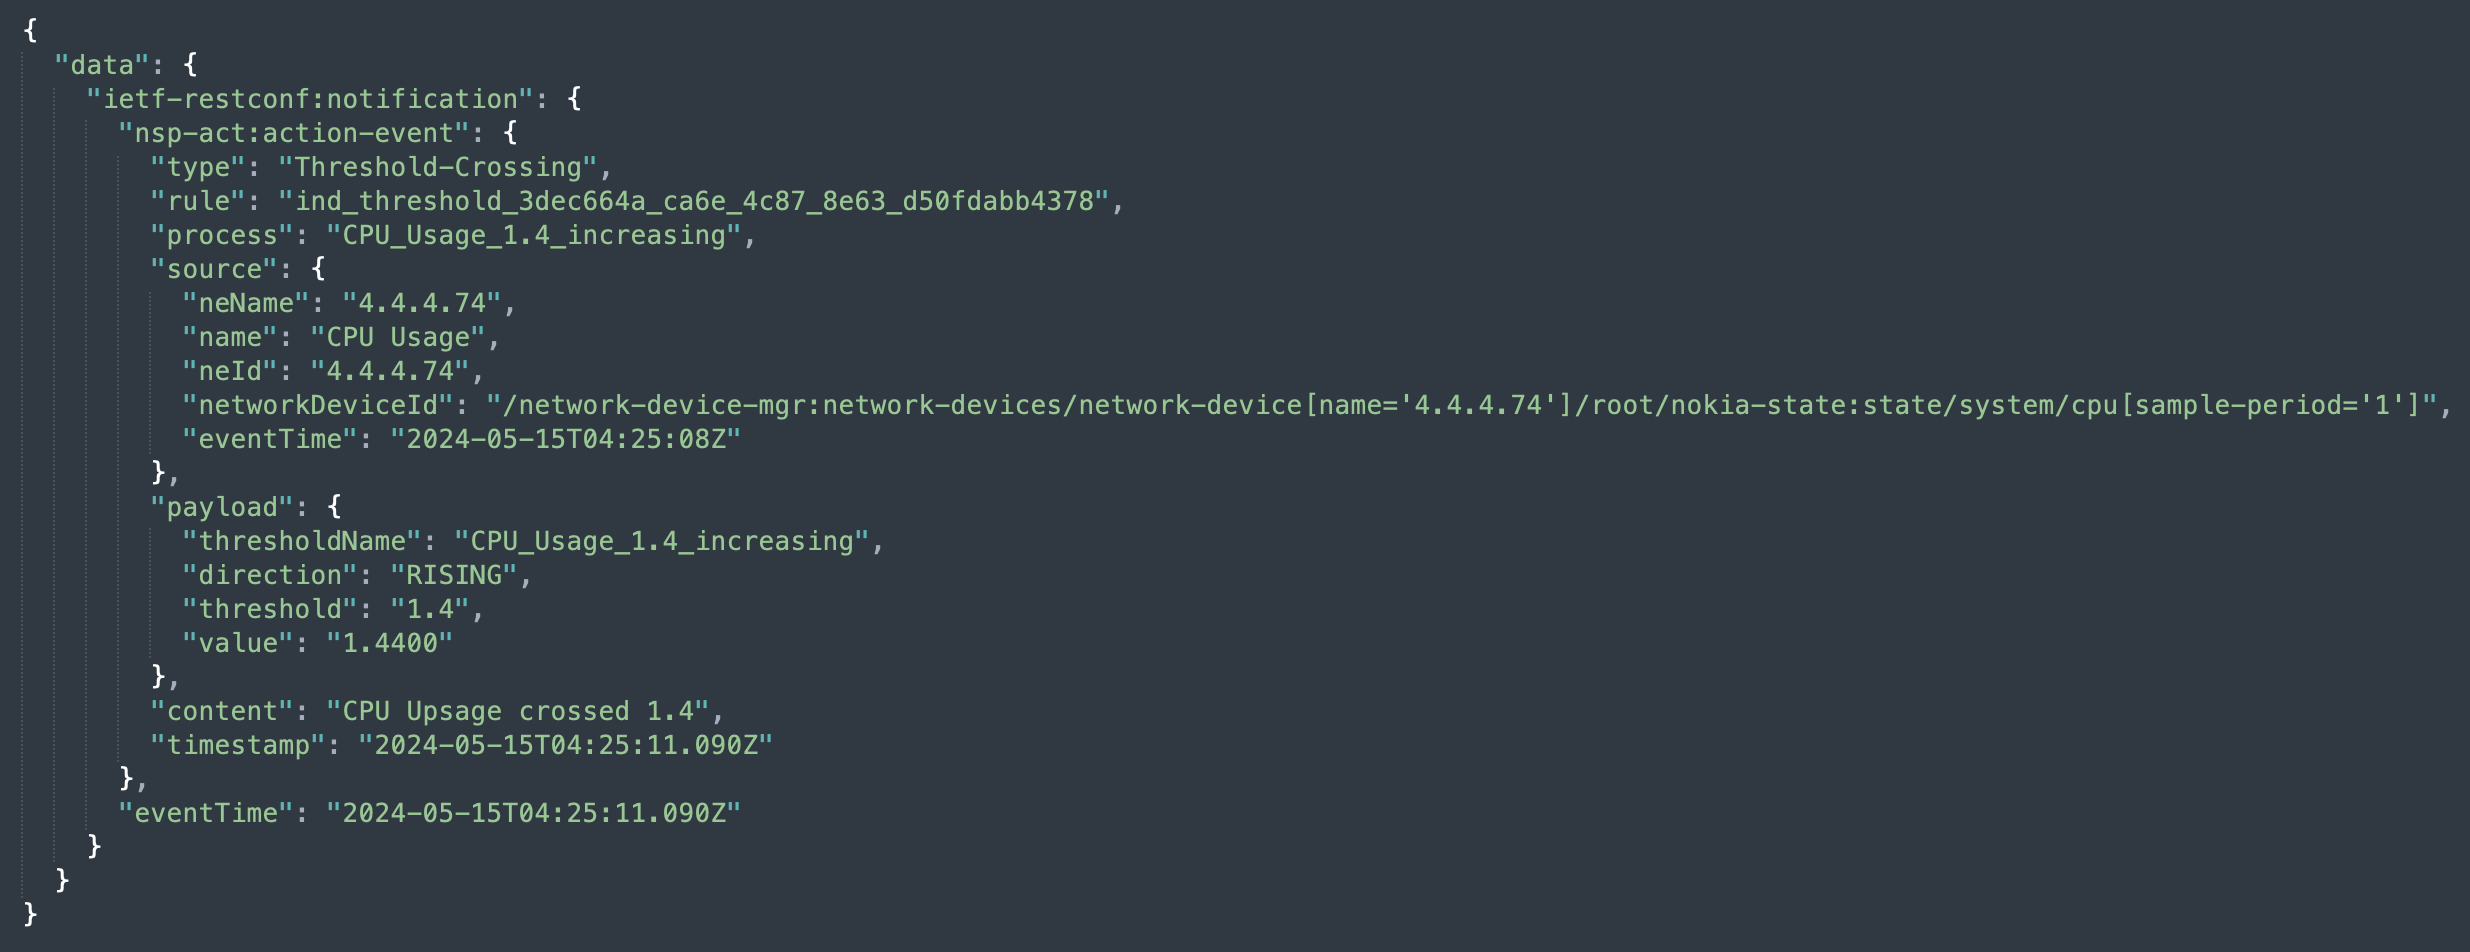 {
  "data": {
    "ietf-restconf:notification": {
      "nsp-act:action-event": {
        "type": "Threshold-Crossing",
        "rule": "ind_threshold_3dec664a_ca6e_4c87_8e63_d50fdabb4378",
        "process": "CPU_Usage_1.4_increasing",
        "source": {
          "neName": "4.4.4.74",
          "name": "CPU Usage",
          "neId": "4.4.4.74",
          "networkDeviceId": "/network-device-mgr:network-devices/network-device[name='4.4.4.74']/root/nokia-state:state/system/cpu[sample-period='1']",
          "eventTime": "2024-05-15T04:25:08Z"
        },
        "payload": {
          "thresholdName": "CPU_Usage_1.4_increasing",
          "direction": "RISING",
          "threshold": "1.4",
          "value": "1.4400"
        },
        "content": "CPU Upsage crossed 1.4",
        "timestamp": "2024-05-15T04:25:11.090Z"
      },
      "eventTime": "2024-05-15T04:25:11.090Z"
    }
  }
}